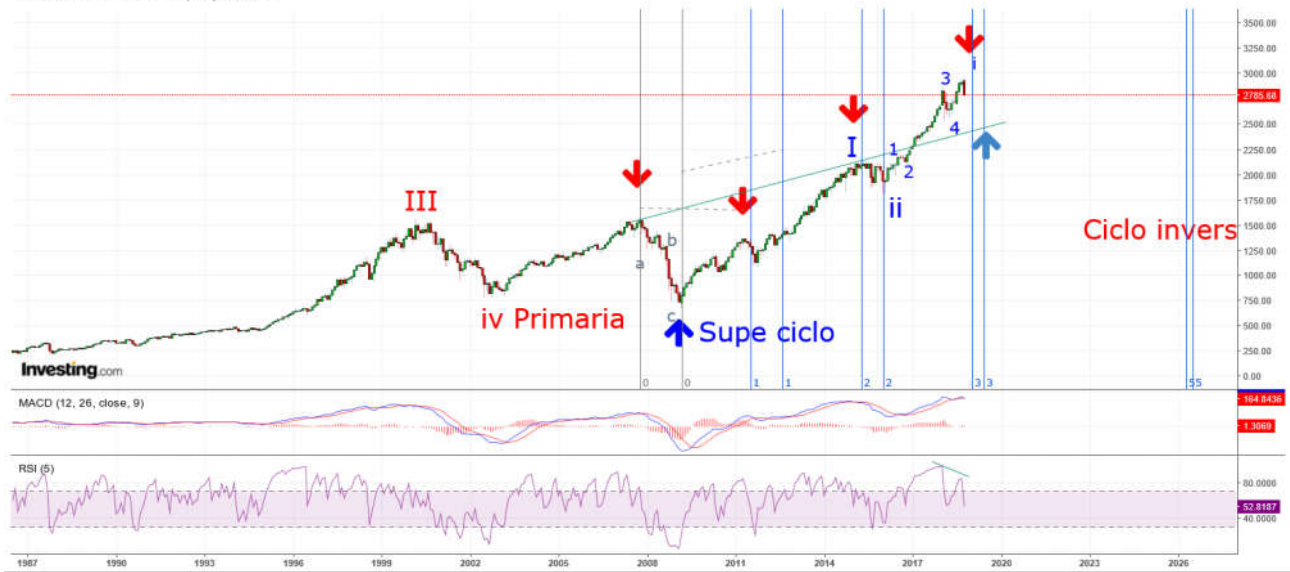 3500.00
3250.00
3000.00
2785.68
2500.00
2250.00
2000.00
1750.00
1500.00
1250.00
1000.00
750.00
500.00
250.00
0.00
i
3
4
I
1
2
ii
III
b
a
c
iv Primaria
Supe ciclo
Ciclo invers
Investing.com
0 0 1 1 2 2 3 3 5 5
MACD (12, 26, close, 9)
164.8436
1.3069
RSI (5)
80.0000
52.8187
40.0000
1987 1990 1993 1996 1999 2002 2005 2008 2011 2014 2017 2020 2023 2026